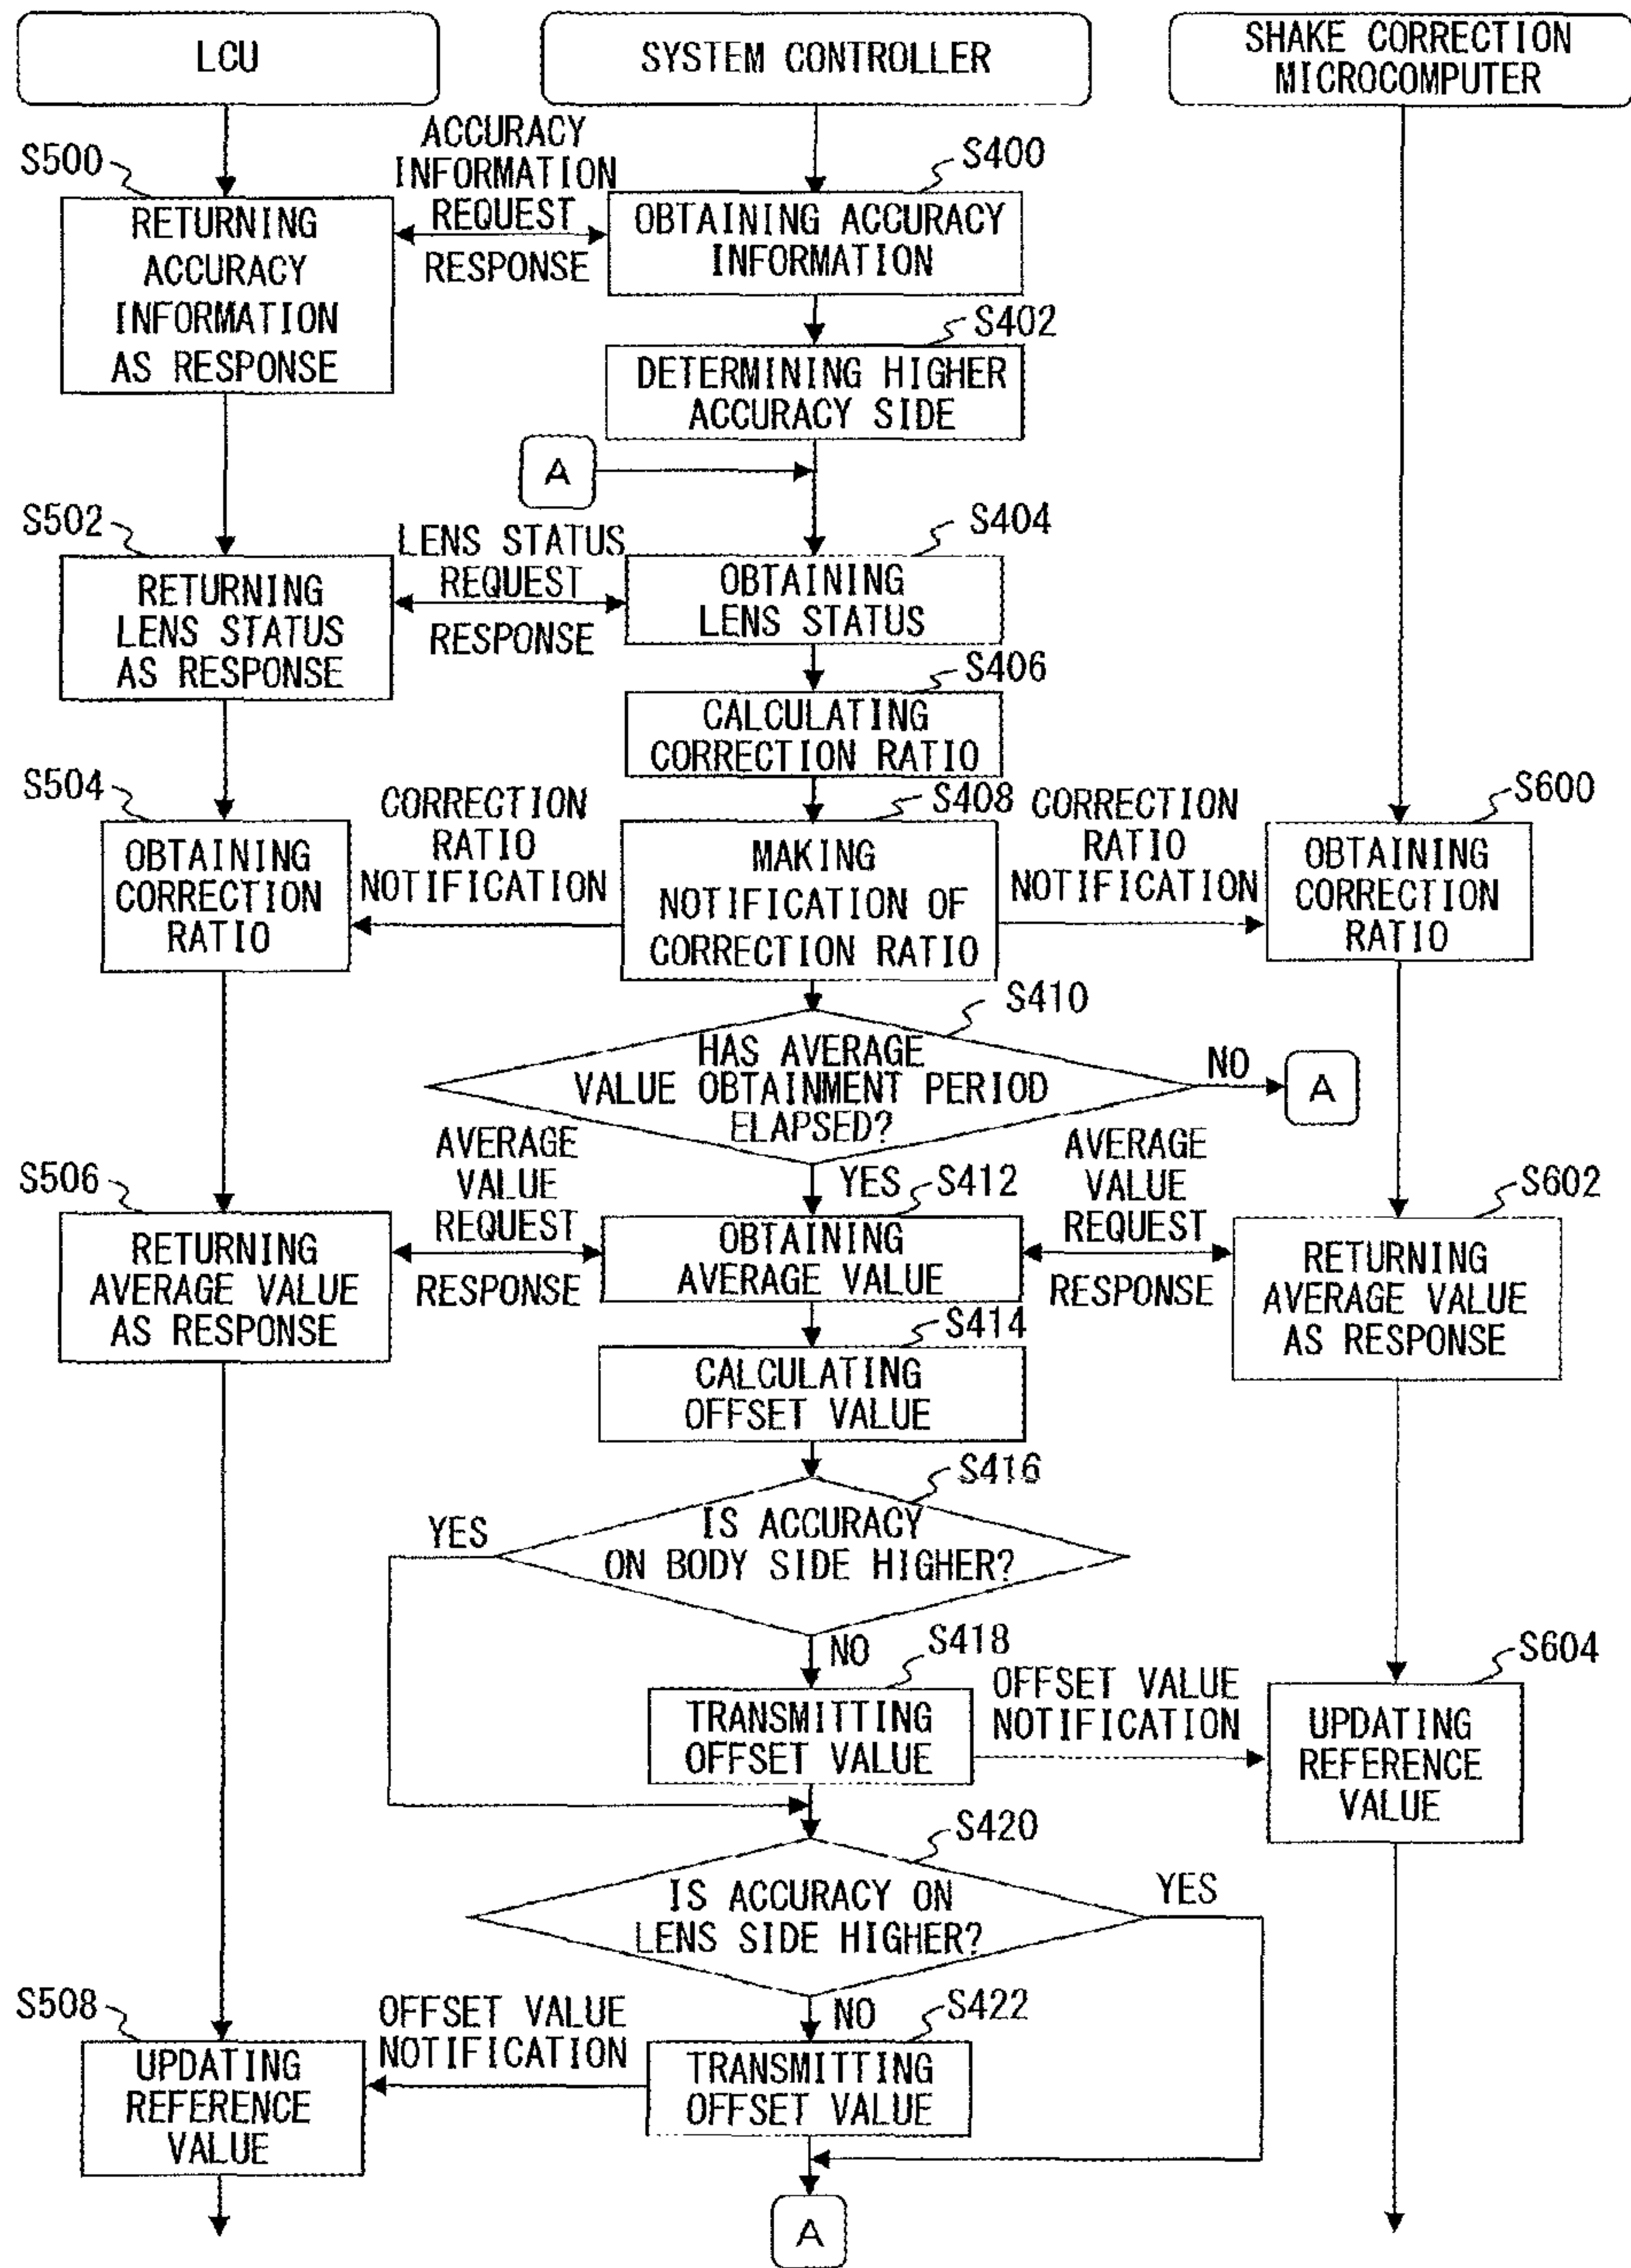 LCU
SYSTEM CONTROLLER
SHAKE CORRECTION
MICROCOMPUTER
S500
ACCURACY
INFORMATION
REQUEST
RESPONSE
S400
RETURNING
ACCURACY
INFORMATION
AS RESPONSE
OBTAINING ACCURACY
INFORMATION
S402
DETERMINING HIGHER
ACCURACY SIDE
A
S502
LENS STATUS
REQUEST
RESPONSE
S404
RETURNING
LENS STATUS
AS RESPONSE
OBTAINING
LENS STATUS
S406
CALCULATING
CORRECTION RATIO
S504
CORRECTION
RATIO
NOTIFICATION
S408
CORRECTION
RATIO
NOTIFICATION
S600
OBTAINING
CORRECTION
RATIO
MAKING
NOTIFICATION OF
CORRECTION RATIO
OBTAINING
CORRECTION
RATIO
S410
HAS AVERAGE
VALUE OBTAINMENT PERIOD
ELAPSED?
NO
A
S506
AVERAGE
VALUE
REQUEST
RESPONSE
YES
S412
AVERAGE
VALUE
REQUEST
RESPONSE
S602
RETURNING
AVERAGE VALUE
AS RESPONSE
OBTAINING
AVERAGE VALUE
RETURNING
AVERAGE VALUE
AS RESPONSE
S414
CALCULATING
OFFSET VALUE
S416
YES
IS ACCURACY
ON BODY SIDE HIGHER?
NO
S418
S604
TRANSMITTING
OFFSET VALUE
OFFSET VALUE
NOTIFICATION
UPDATING
REFERENCE
VALUE
S420
IS ACCURACY ON
LENS SIDE HIGHER?
YES
S508
OFFSET VALUE
NOTIFICATION
NO
S422
UPDATING
REFERENCE
VALUE
TRANSMITTING
OFFSET VALUE
A